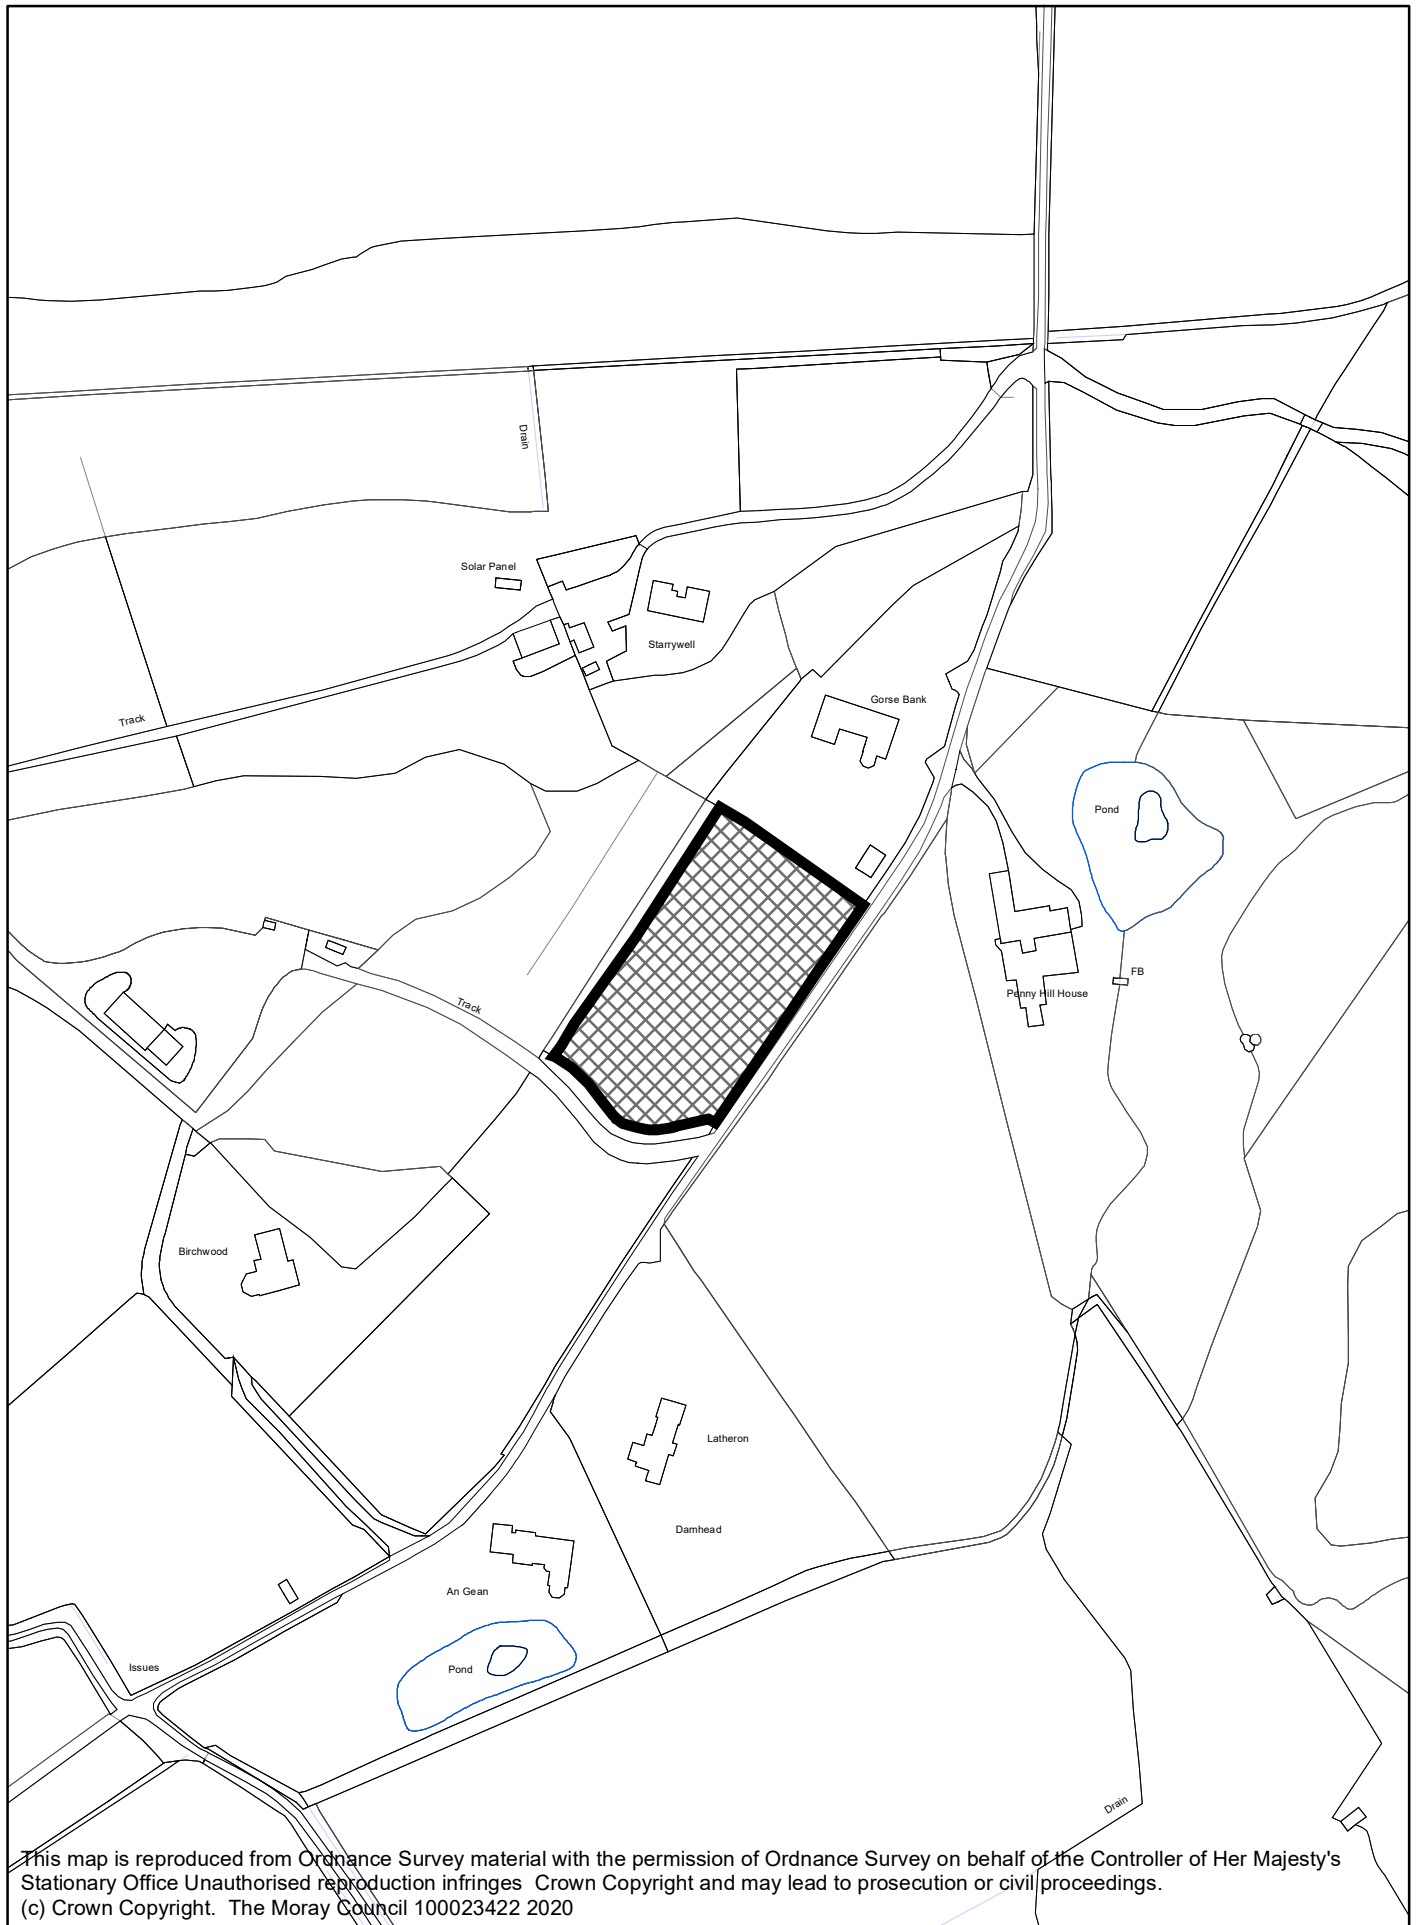 Drain
Solar Panel
Starrywell
Gorse Bank
Track
Pond
FB
Penny Hill House
Track
Birchwood
Latheron
Damhead
An Gean
Pond
Issues
Drain
This map is reproduced from Ordnance Survey material with the permission of Ordnance Survey on behalf of the Controller of Her Majesty's
Stationary Office Unauthorised reproduction infringes  Crown Copyright and may lead to prosecution or civil proceedings.
(c) Crown Copyright.  The Moray Council 100023422 2020